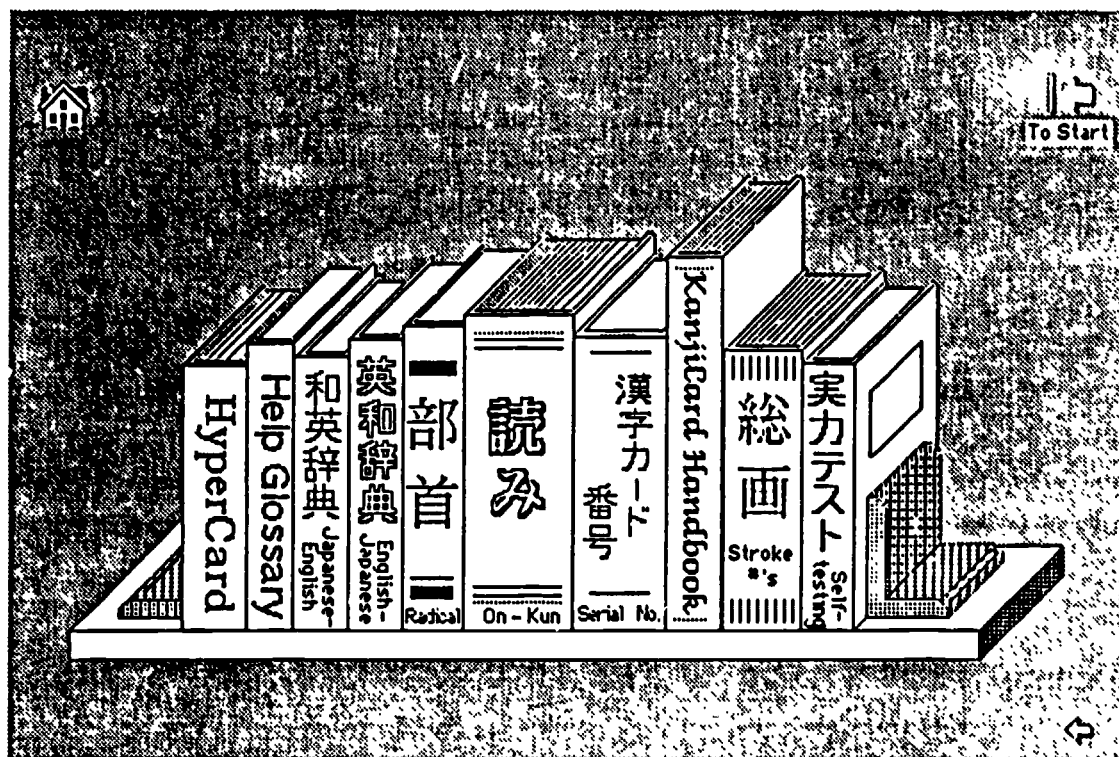 To Start
HyperCard
Help Glossary
和英辞典 Japanese-
English
英和辞典 English-
Japanese
部首
Radical
読み
On-Kun
漢字カード
番号
Serial No.
KanjiCard Handbook
総画
Stroke
#'s
実力テスト Self-
testing